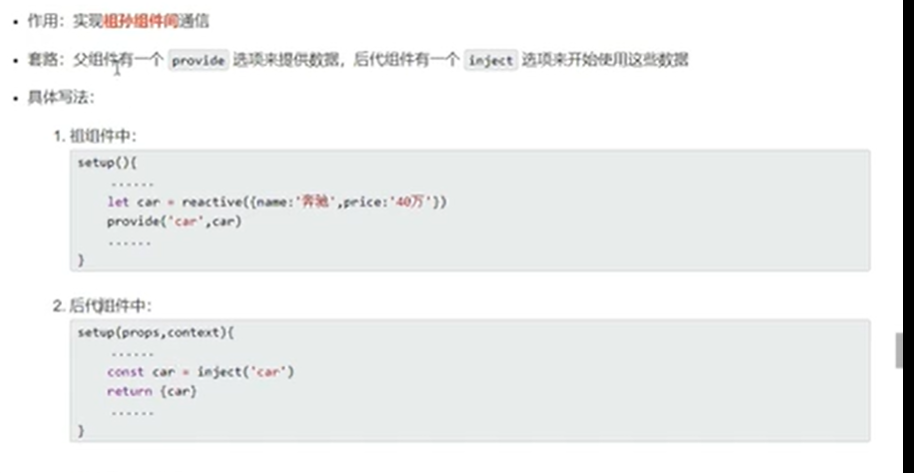 • 作用：实现祖孙组件间通信
• 套路：父组件有一个 provide 选项来提供数据，后代组件有一个 inject 选项来开始使用这些数据
• 具体写法：
1. 祖组件中：
setup(){
......
let car = reactive({name:'奔驰',price:'40万'})
provide('car',car)
......
}
2. 后代组件中：
setup(props,context){
......
const car = inject('car')
return {car}
......
}